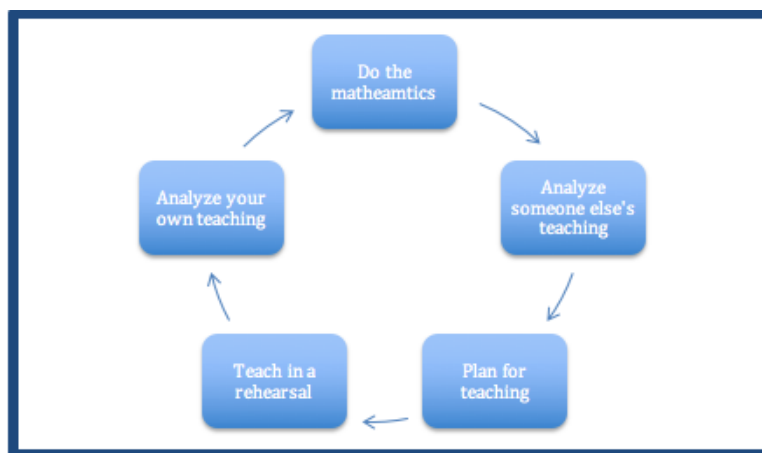 Do the
matheamtics
Analyze
someone else's
teaching
Plan for
teaching
Teach in a
rehearsal
Analyze your
own teaching